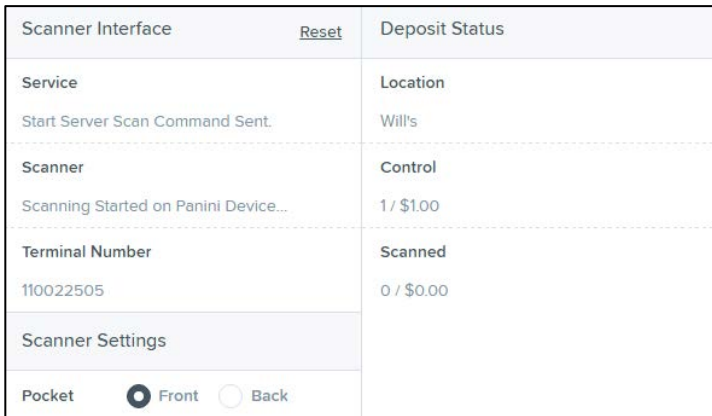 Scanner Interface
Reset
Service
Start Server Scan Command Sent.
Scanner
Scanning Started on Panini Device...
Terminal Number
110022505
Scanner Settings
Pocket
Front
Back
Deposit Status
Location
Will's
Control
1 / $1.00
Scanned
0 / $0.00